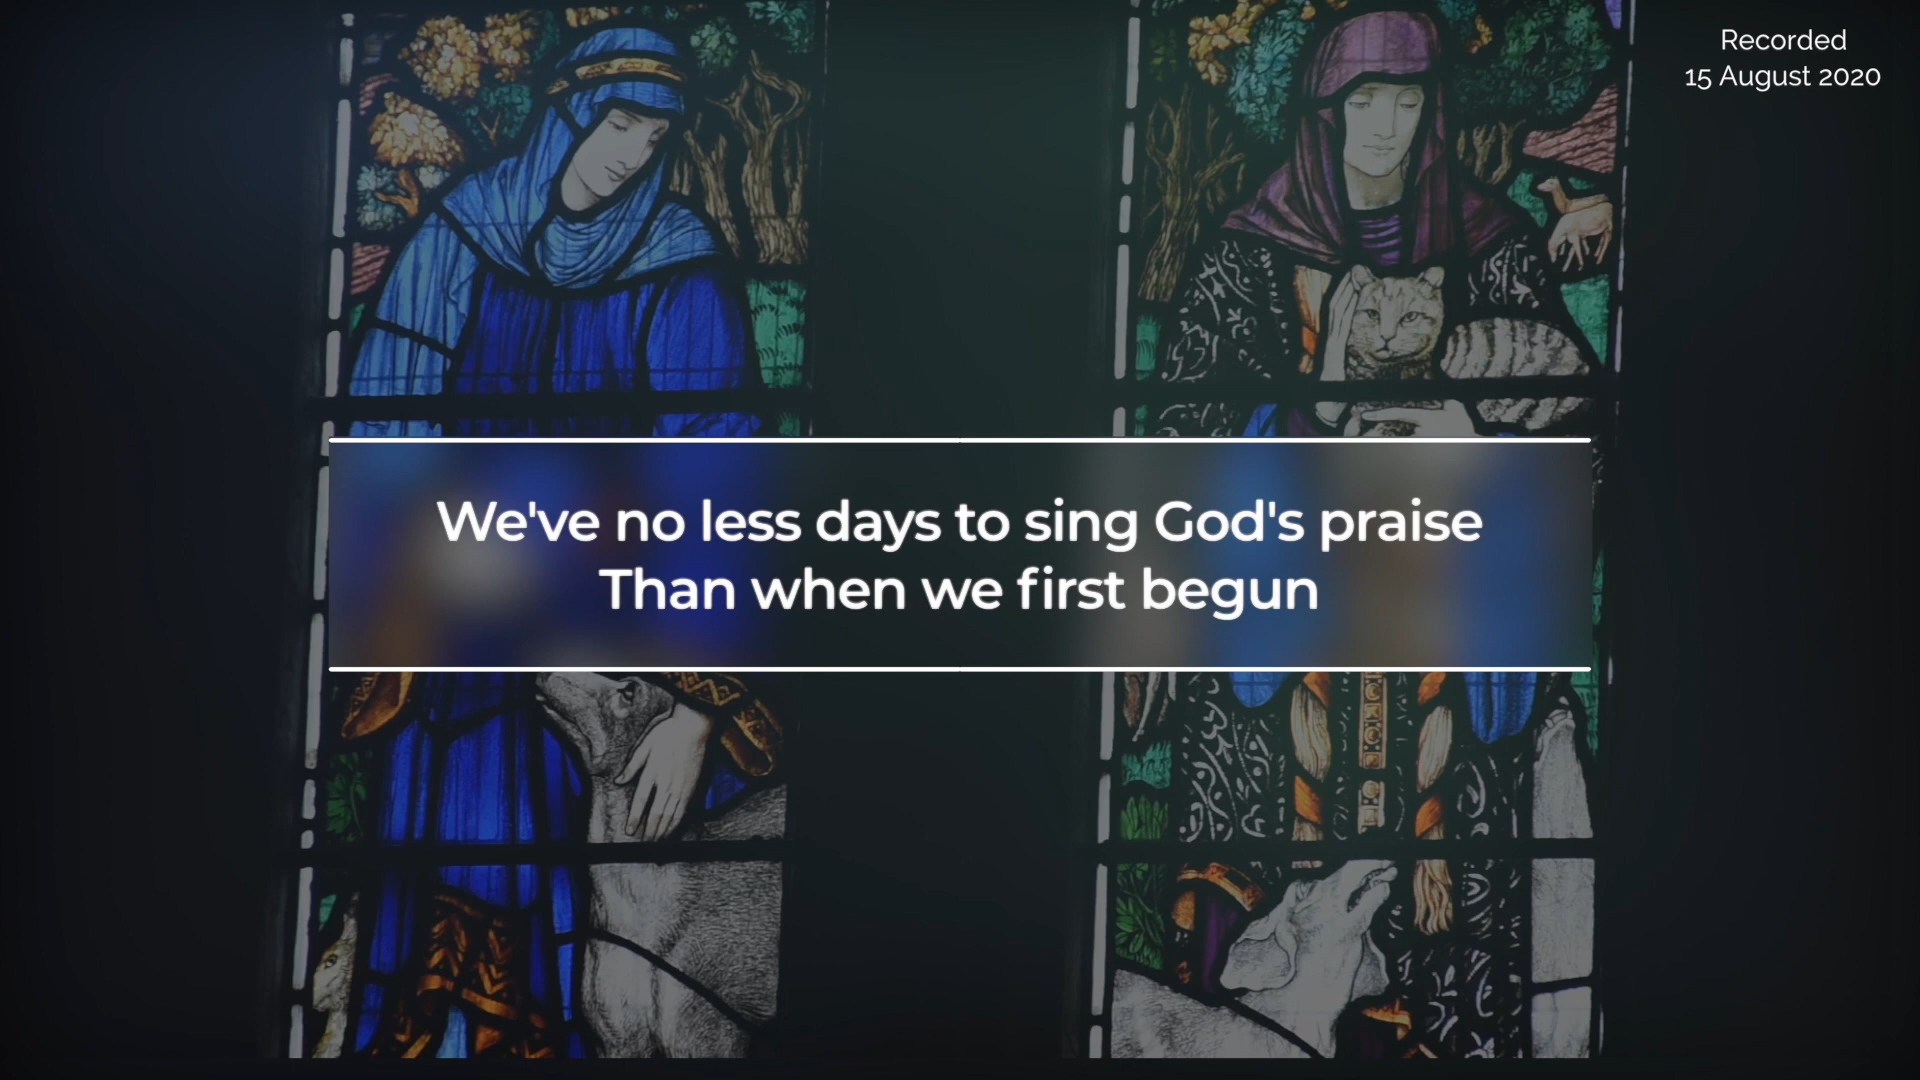 Recorded
15 August 2020
We've no less days to sing God's praise
Than when we first begun